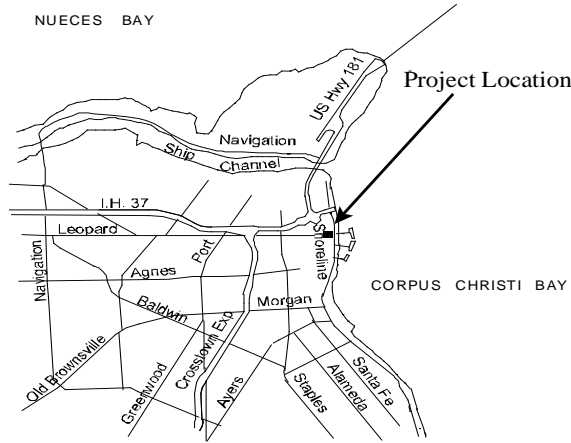 NUECES BAY
US Hwy 181
Project Location
Navigation
Ship
Channel
I.H. 37
Leopard
Port
Shoreline
Navigation
Agnes
CORPUS CHRISTI BAY
Baldwin
Morgan
Old Brownsville
Greenwood
Crosstown Exp
Ayers
Staples
Alameda
Santa Fe